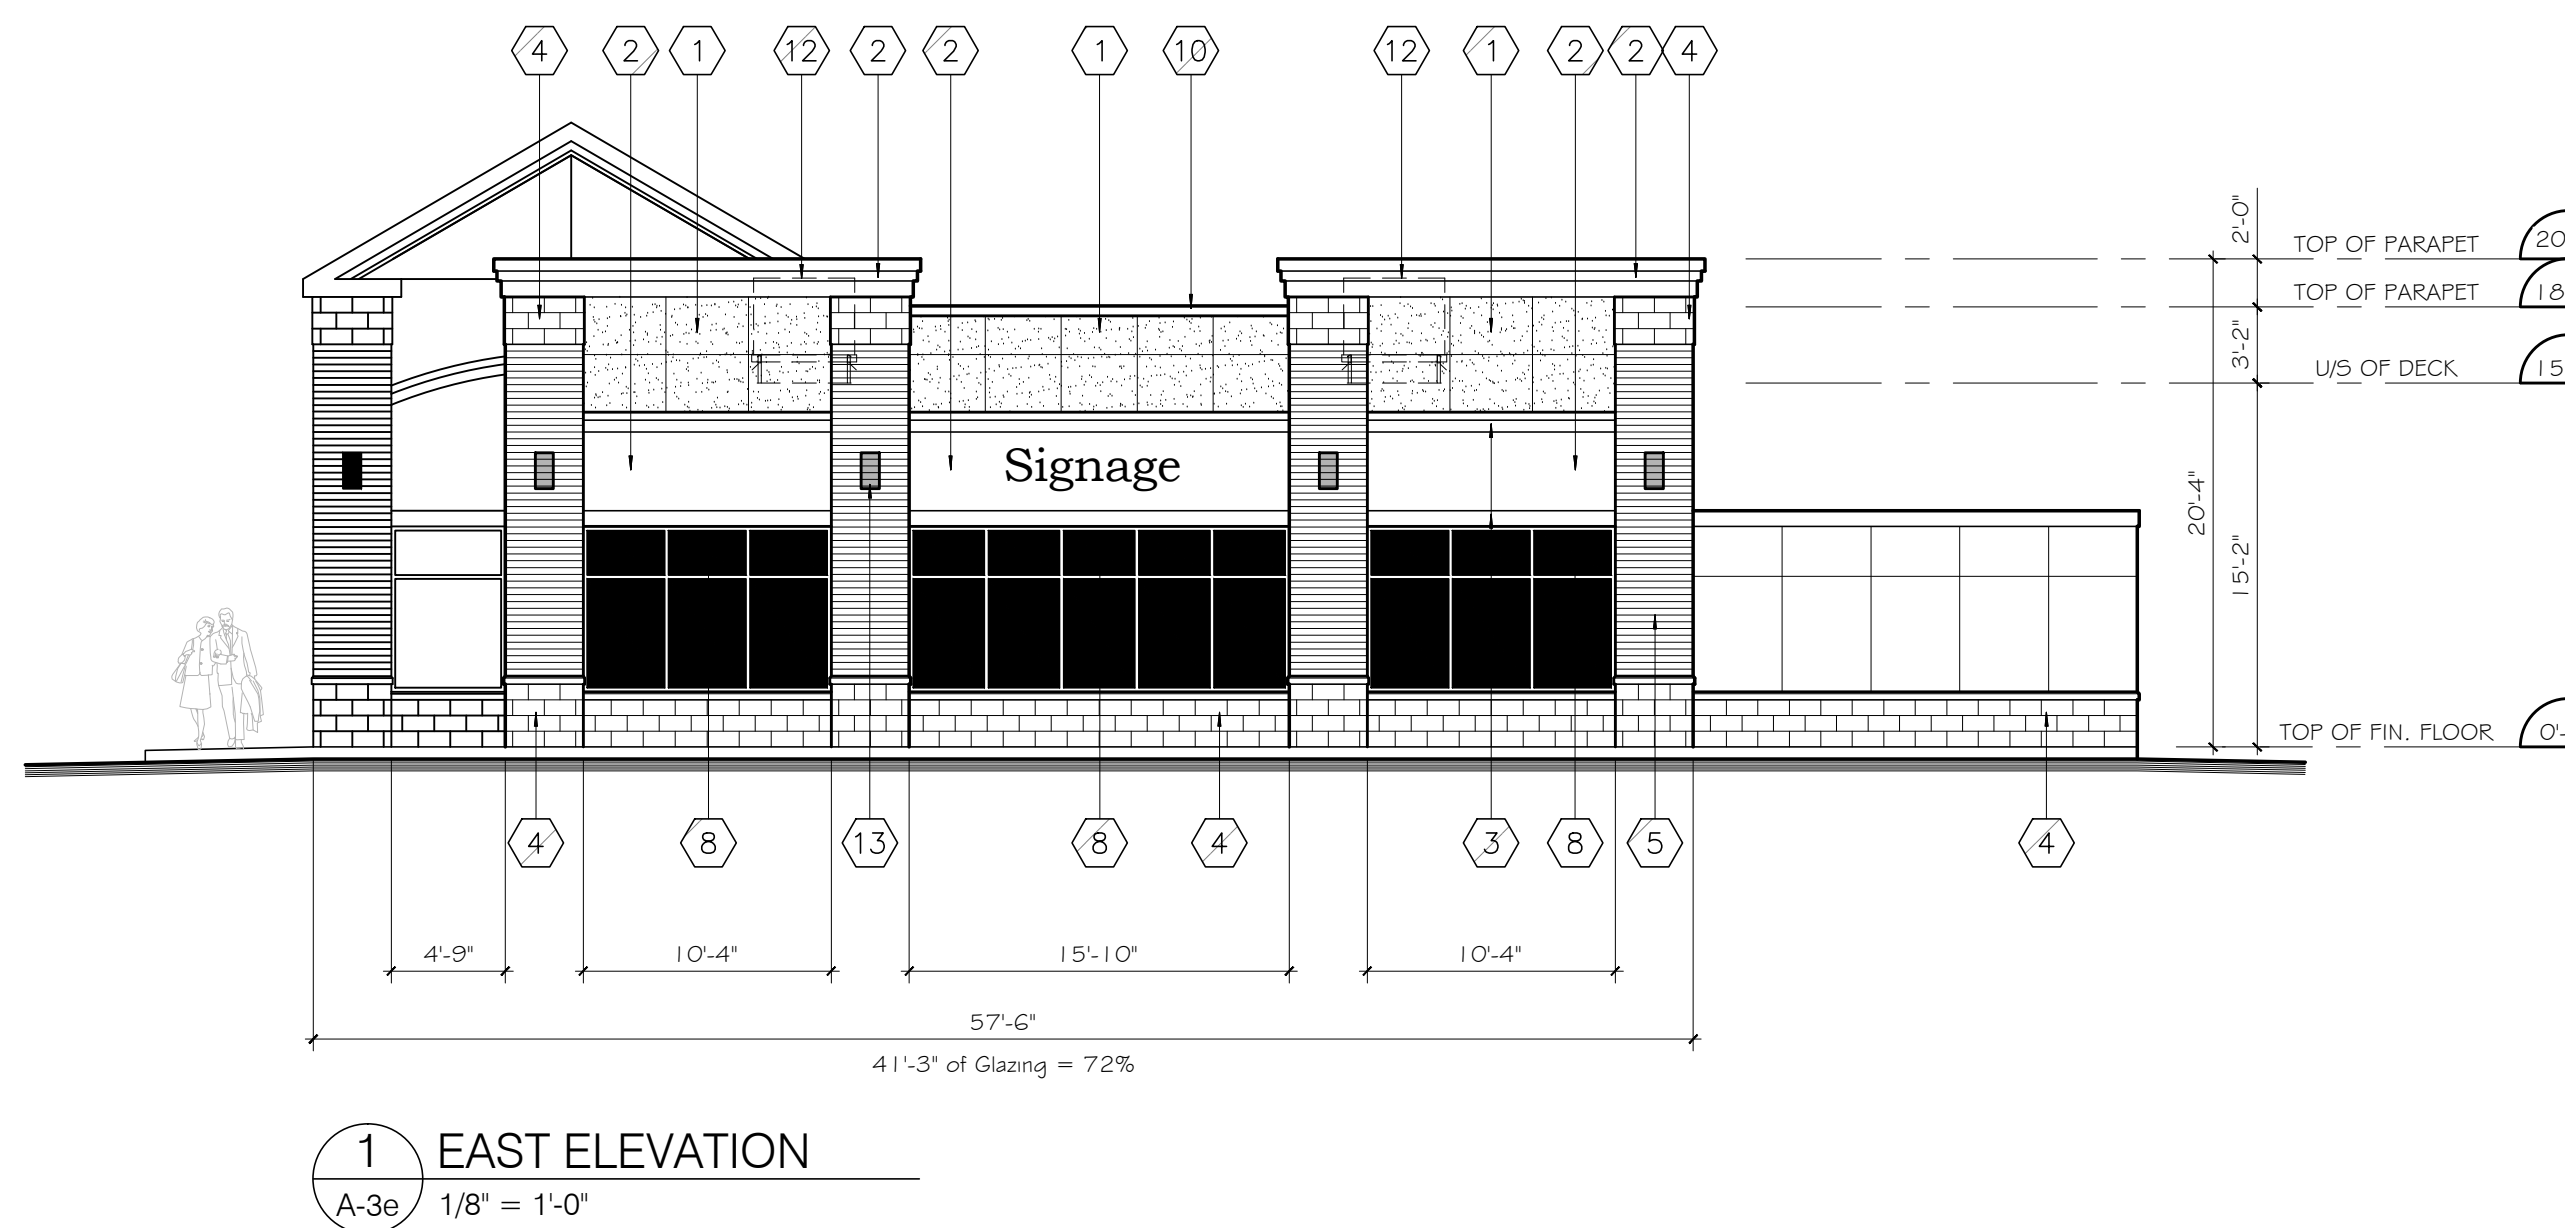 4 2 1 12 2 2 1 10 12 1 2 2 4
2'-0"
TOP OF PARAPET 20
TOP OF PARAPET 18
3'-2"
U/S OF DECK 15
Signage
20'-4"
15'-2"
TOP OF FIN. FLOOR 0'-
4 8 13 8 4 3 8 5 4
4'-9" 10'-4" 15'-10" 10'-4"
57'-6"
41'-3" of Glazing = 72%
1 EAST ELEVATION
A-3e 1/8" = 1'-0"